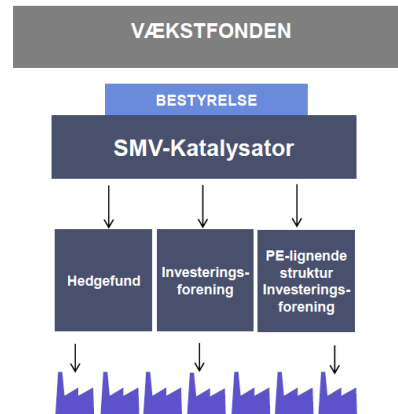 VÆKSTFONDEN
BESTYRELSE
SMV-Katalysator
Hedgefund
Investerings-
forening
PE-lignende
struktur
Investerings-
forening